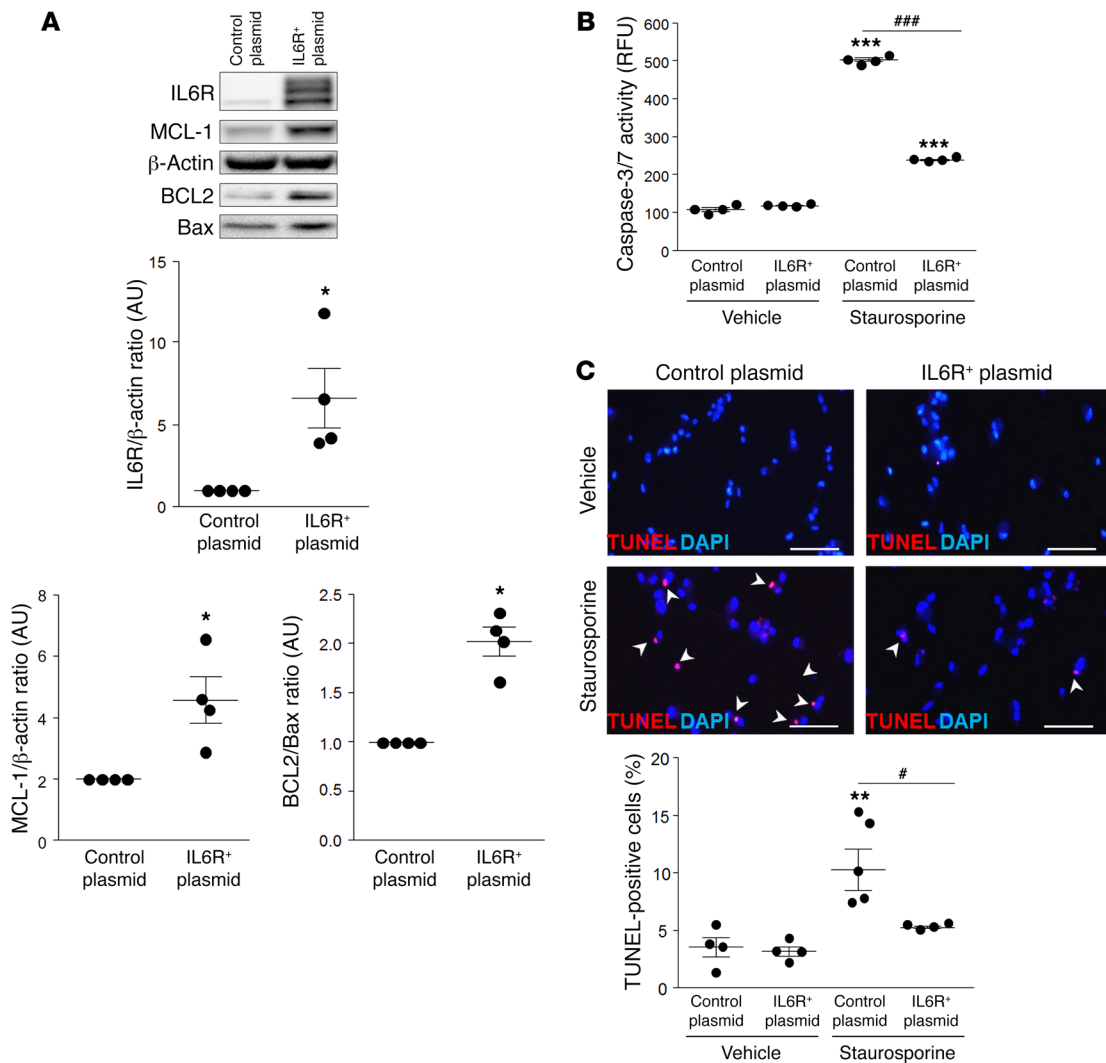 A
Control
plasmid
IL6R+
plasmid
IL6R
MCL-1
β-Actin
BCL2
Bax
IL6R/β-actin ratio (AU)
15
10
5
0
*
Control
plasmid
IL6R+
plasmid
MCL-1/β-actin ratio (AU)
8
6
4
2
0
*
Control
plasmid
IL6R+
plasmid
BCL2/Bax ratio (AU)
2.5
2.0
1.5
1.0
0.5
0.0
*
Control
plasmid
IL6R+
plasmid
B
Caspase-3/7 activity (RFU)
600
500
400
300
200
100
0
###
***
***
Control
plasmid
IL6R+
plasmid
Control
plasmid
IL6R+
plasmid
Vehicle
Staurosporine
C
Control plasmid
IL6R+ plasmid
Vehicle
TUNEL DAPI
TUNEL DAPI
Staurosporine
TUNEL DAPI
TUNEL DAPI
TUNEL-positive cells (%)
20
15
10
5
0
#
**
Control
plasmid
IL6R+
plasmid
Control
plasmid
IL6R+
plasmid
Vehicle
Staurosporine